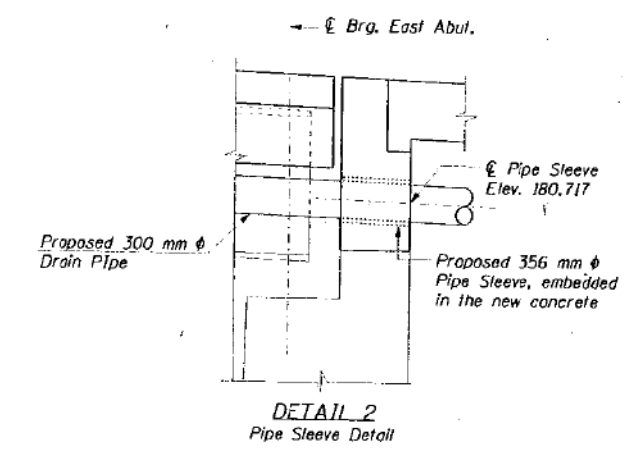 ℄ Brg. East Abut.
℄ Pipe Sleeve
Elev. 180.717
Proposed 300 mm ϕ
Drain Pipe
Proposed 356 mm ϕ
Pipe Sleeve, embedded
in the new concrete
DETAIL 2
Pipe Sleeve Detail